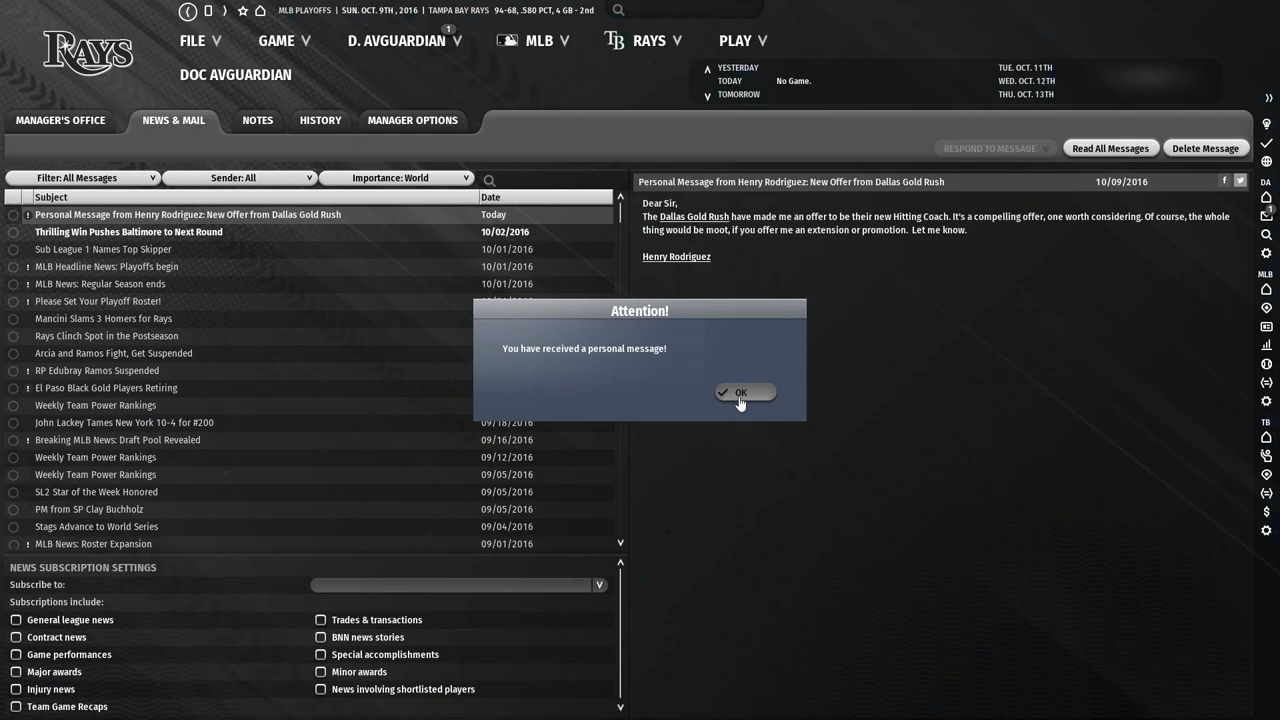 MLB PLAYOFFS | SUN. OCT. 9TH , 2016 | TAMPA BAY RAYS 94-68, .580 PCT, 4 GB - 2nd
RAYS
FILE GAME D. AVGUARDIAN 1 MLB TB RAYS PLAY
DOC AVGUARDIAN
YESTERDAY TUE. OCT. 11TH
TODAY No Game. WED. OCT. 12TH
TOMORROW THU. OCT. 13TH
MANAGER'S OFFICE NEWS & MAIL NOTES HISTORY MANAGER OPTIONS
RESPOND TO MESSAGE Read All Messages Delete Message
Filter: All Messages Sender: All Importance: World
Subject Date
! Personal Message from Henry Rodriguez: New Offer from Dallas Gold Rush Today
Thrilling Win Pushes Baltimore to Next Round 10/02/2016
Sub League 1 Names Top Skipper 10/01/2016
! MLB Headline News: Playoffs begin 10/01/2016
! MLB News: Regular Season ends 10/01/2016
! Please Set Your Playoff Roster!
Mancini Slams 3 Homers for Rays
Rays Clinch Spot in the Postseason
Arcia and Ramos Fight, Get Suspended
! RP Edubray Ramos Suspended
! El Paso Black Gold Players Retiring
Weekly Team Power Rankings
John Lackey Tames New York 10-4 for #200 09/18/2016
! Breaking MLB News: Draft Pool Revealed 09/16/2016
Weekly Team Power Rankings 09/12/2016
Weekly Team Power Rankings 09/05/2016
SL2 Star of the Week Honored 09/05/2016
PM from SP Clay Buchholz 09/05/2016
Stags Advance to World Series 09/04/2016
! MLB News: Roster Expansion 09/01/2016
Personal Message from Henry Rodriguez: New Offer from Dallas Gold Rush 10/09/2016
Dear Sir,
The Dallas Gold Rush have made me an offer to be their new Hitting Coach. It's a compelling offer, one worth considering. Of course, the whole
thing would be moot, if you offer me an extension or promotion. Let me know.
Henry Rodriguez
Attention!
You have received a personal message!
OK
NEWS SUBSCRIPTION SETTINGS
Subscribe to:
Subscriptions include:
General league news Trades & transactions
Contract news BNN news stories
Game performances Special accomplishments
Major awards Minor awards
Injury news News involving shortlisted players
Team Game Recaps
DA
1
MLB
TB